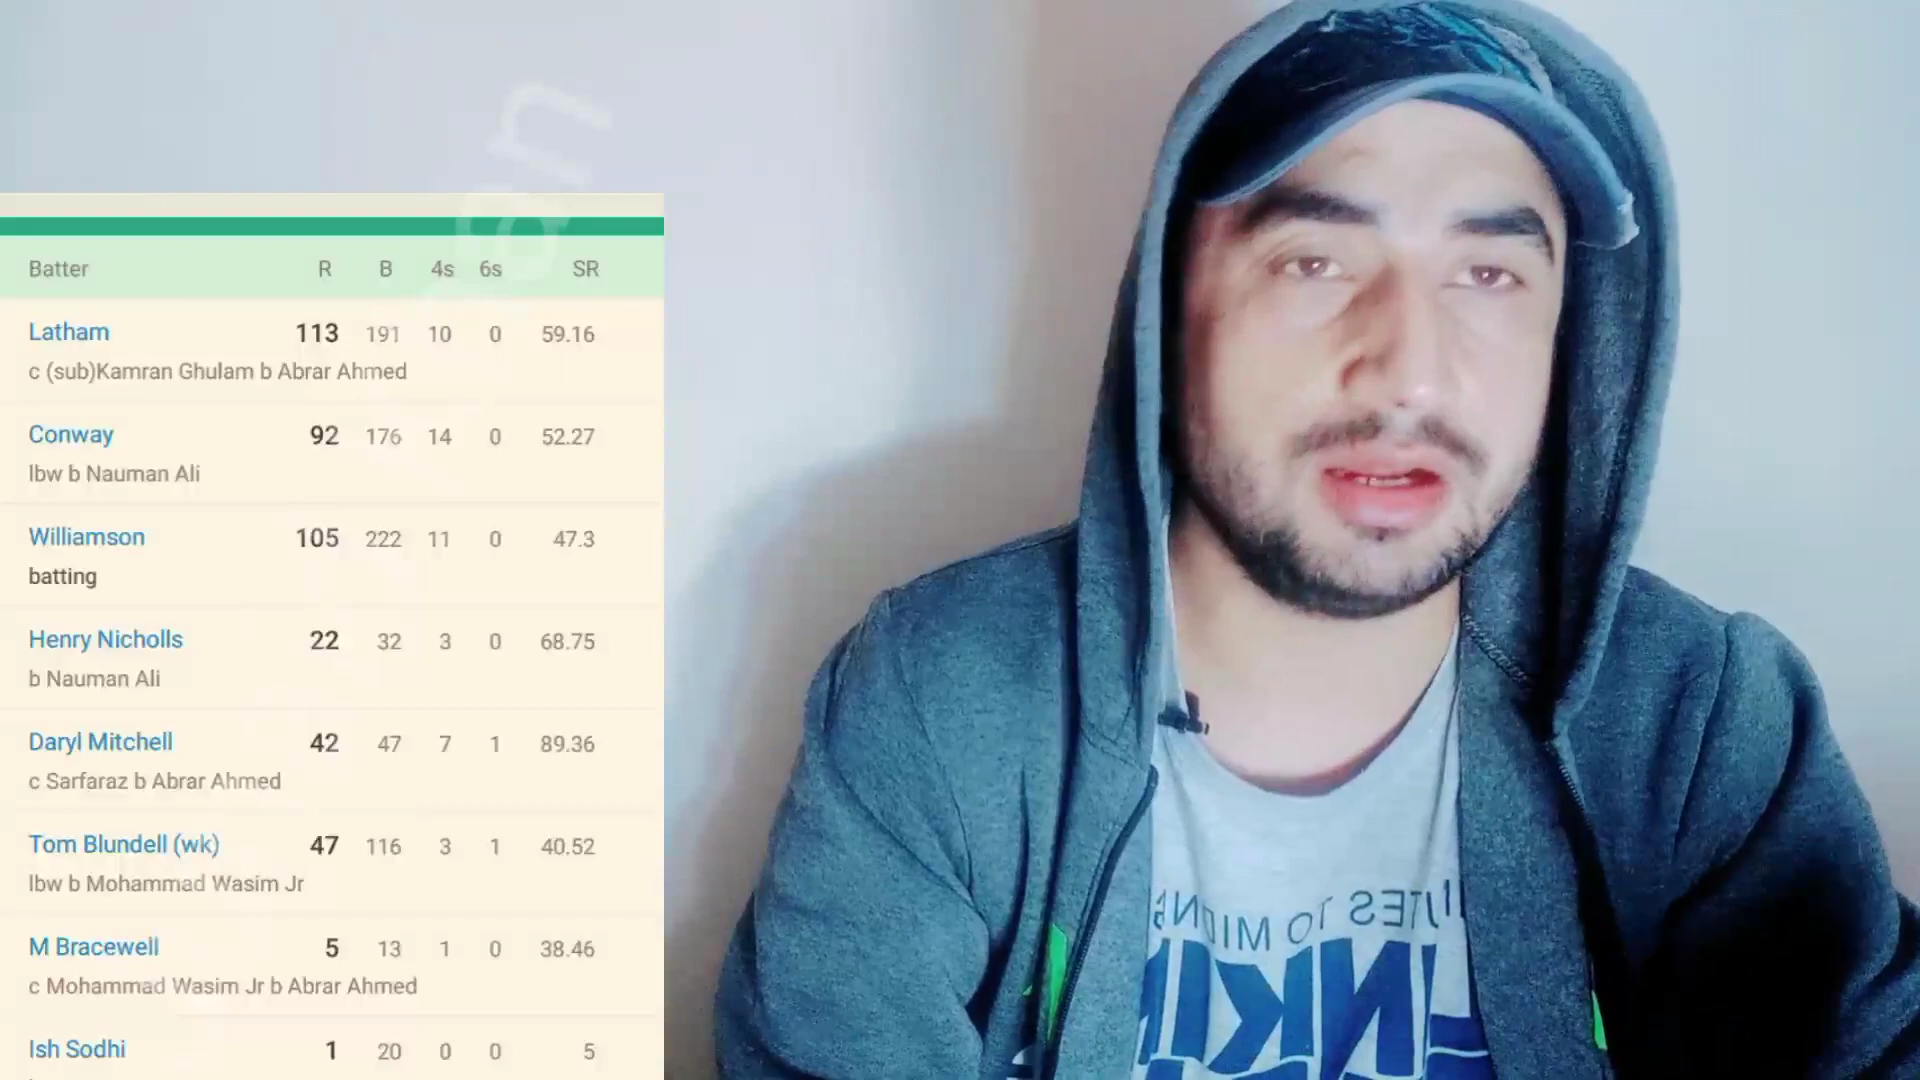 Batter R B 4s 6s SR
Latham 113 191 10 0 59.16
c (sub)Kamran Ghulam b Abrar Ahmed
Conway 92 176 14 0 52.27
lbw b Nauman Ali
Williamson 105 222 11 0 47.3
batting
Henry Nicholls 22 32 3 0 68.75
b Nauman Ali
Daryl Mitchell 42 47 7 1 89.36
c Sarfaraz b Abrar Ahmed
Tom Blundell (wk) 47 116 3 1 40.52
lbw b Mohammad Wasim Jr
M Bracewell 5 13 1 0 38.46
c Mohammad Wasim Jr b Abrar Ahmed
Ish Sodhi 1 20 0 0 5
TO